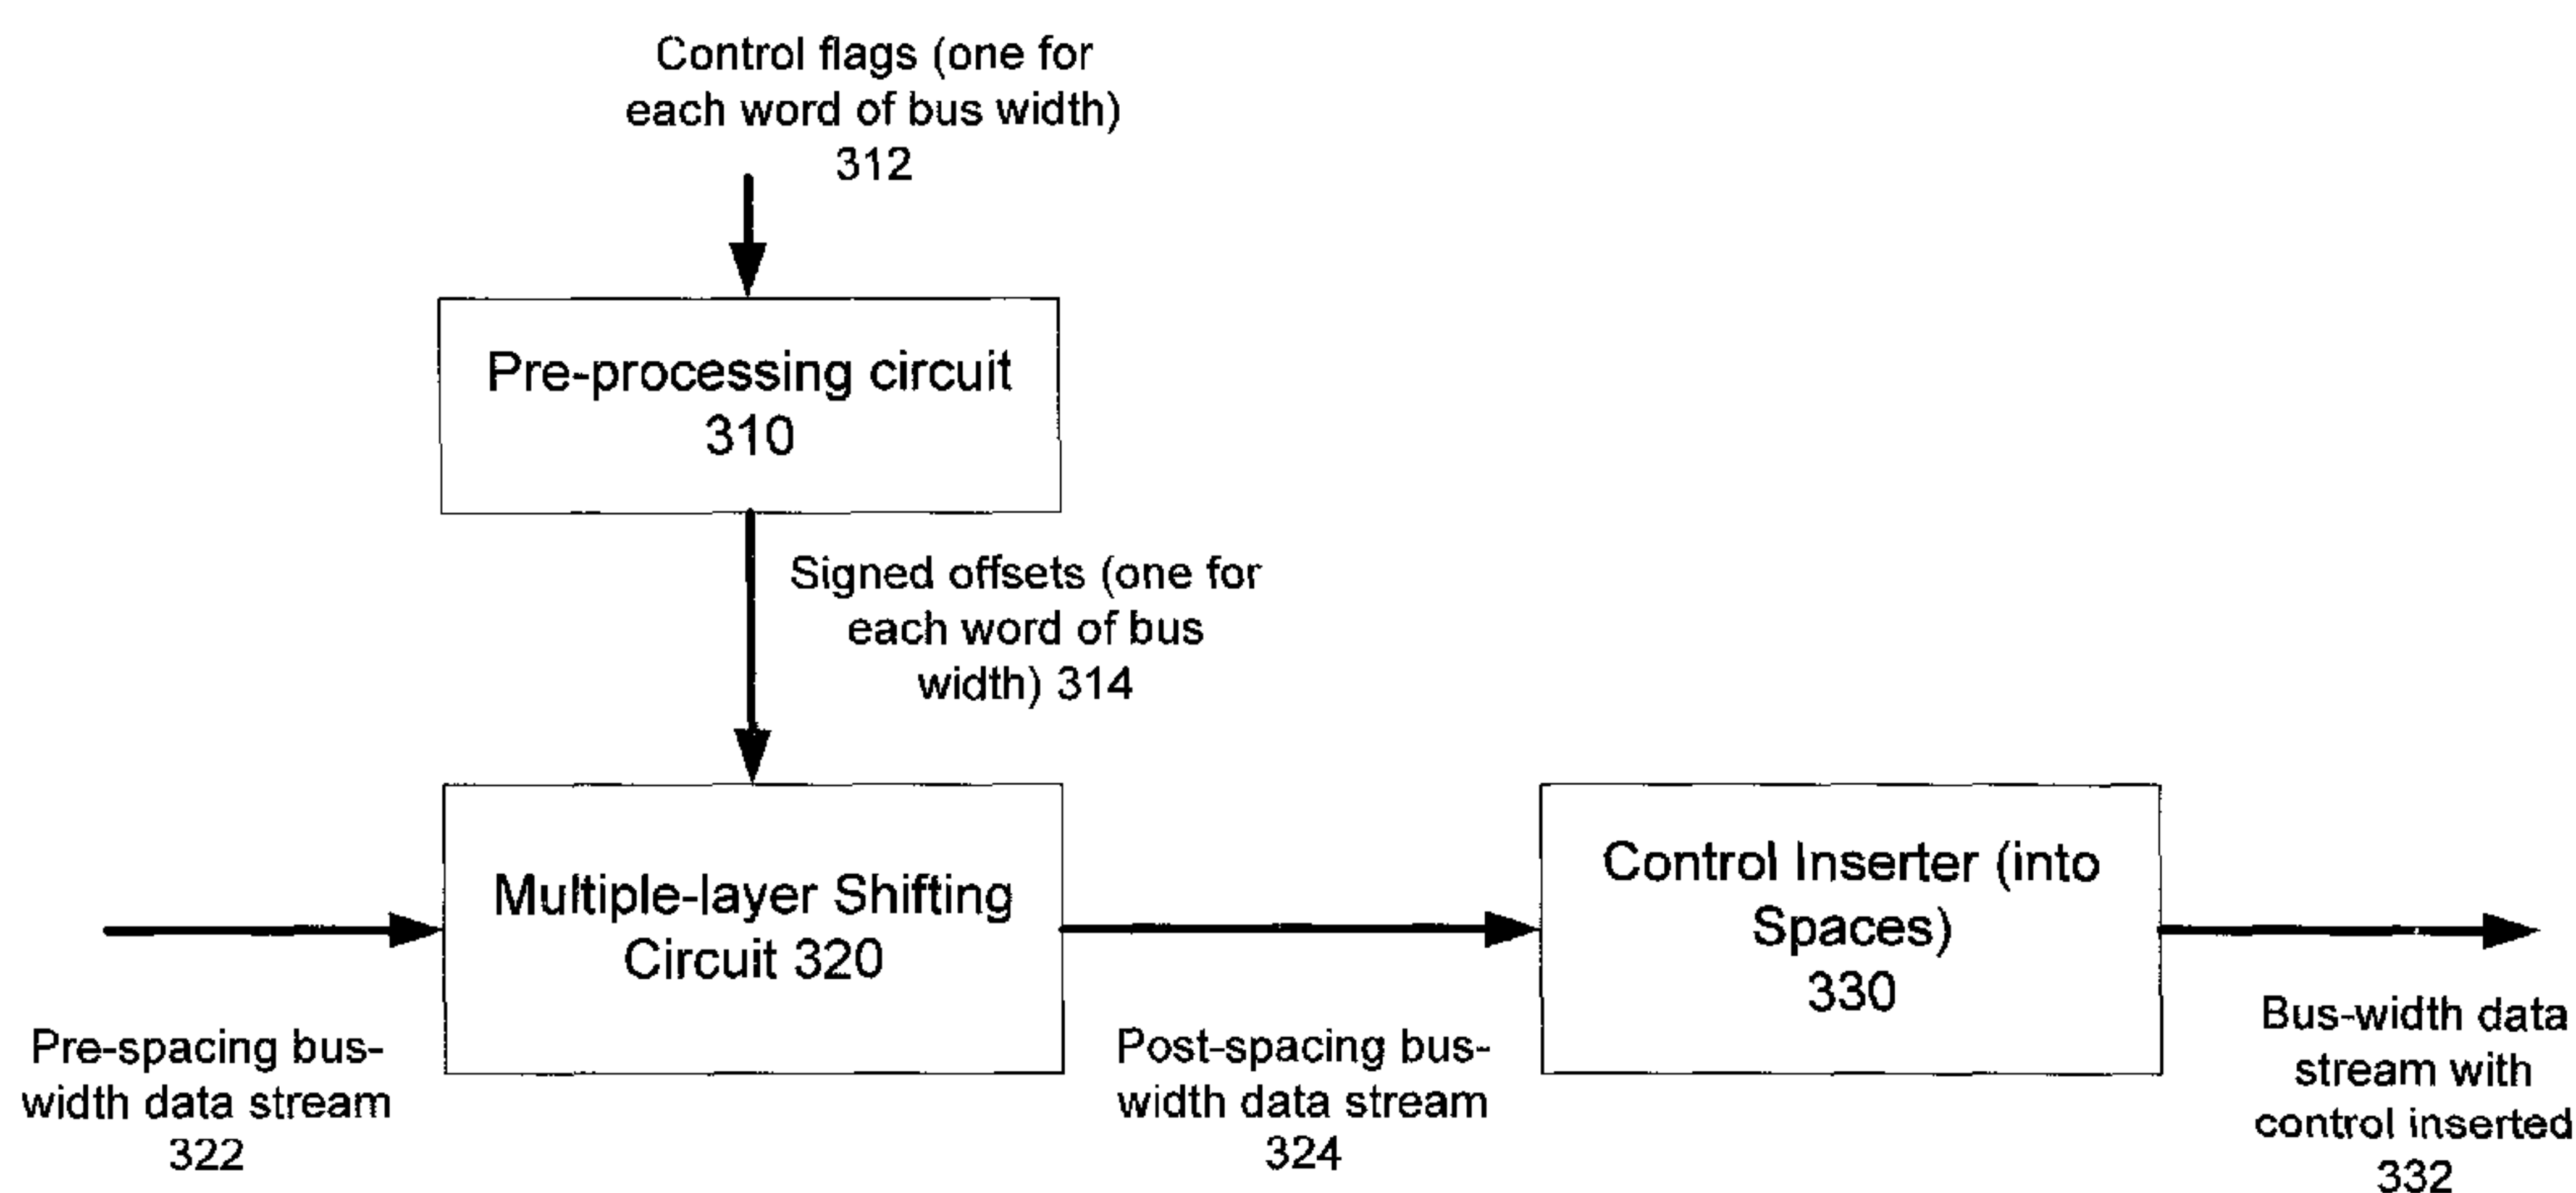 Control flags (one for
each word of bus width)
312
Pre-processing circuit
310
Signed offsets (one for
each word of bus
width) 314
Multiple-layer Shifting
Circuit 320
Control Inserter (into
Spaces)
330
Pre-spacing bus-
width data stream
322
Post-spacing bus-
width data stream
324
Bus-width data
stream with
control inserted
332